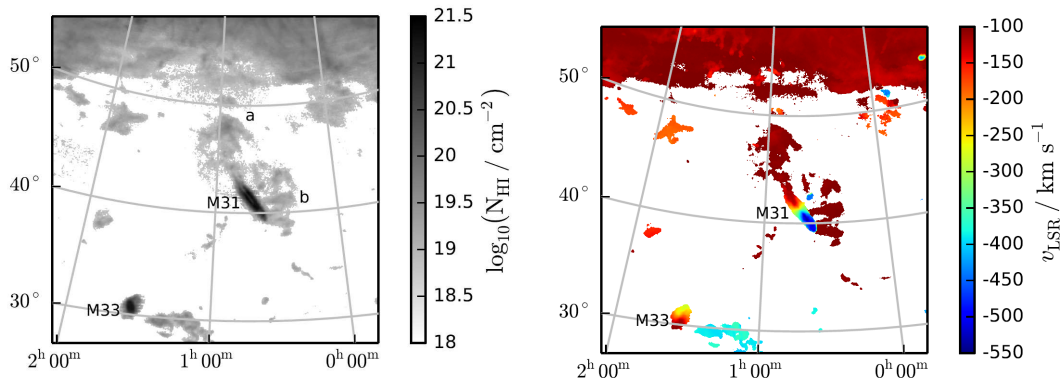 50°
40°
30°
2ʰ 00ᵐ
1ʰ 00ᵐ
0ʰ 00ᵐ
a
b
M31
M33
21.5
21
20.5
20
19.5
19
18.5
18
log₁₀(N_HI / cm⁻²)
50°
40°
30°
2ʰ 00ᵐ
1ʰ 00ᵐ
0ʰ 00ᵐ
M31
M33
-100
-150
-200
-250
-300
-350
-400
-450
-500
-550
v_LSR / km s⁻¹